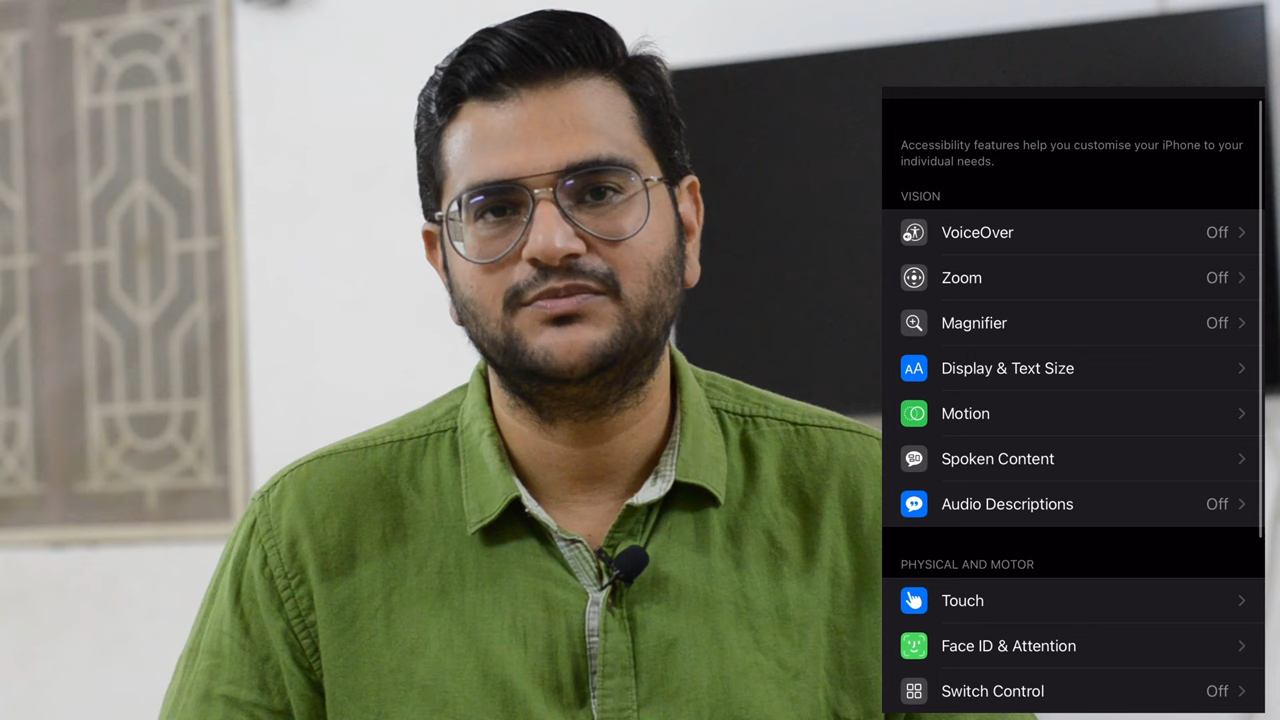 Accessibility features help you customise your iPhone to your
individual needs.
VISION
VoiceOver Off
Zoom Off
Magnifier Off
AA Display & Text Size
Motion
Spoken Content
Audio Descriptions Off
PHYSICAL AND MOTOR
Touch
Face ID & Attention
Switch Control Off